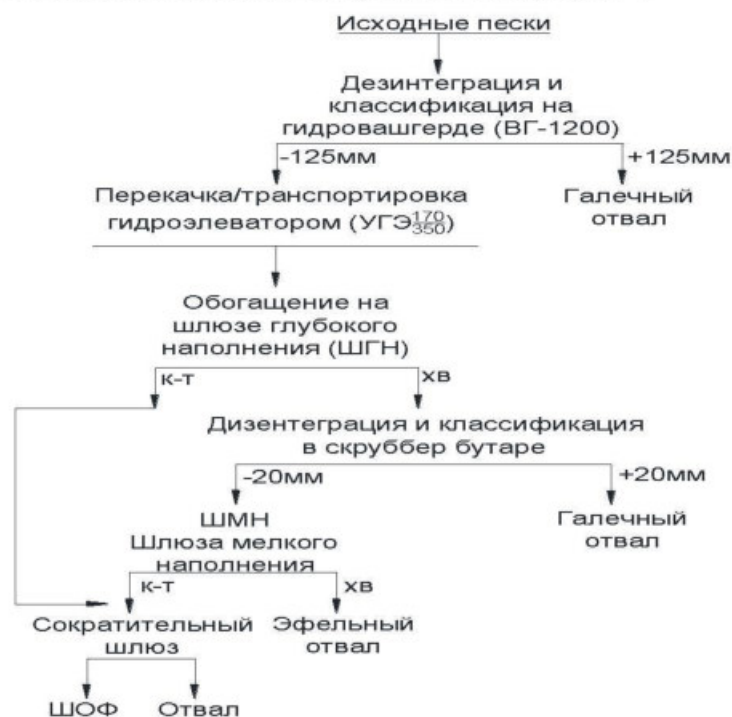 Исходные пески
Дезинтеграция и
классификация на
гидровашгерде (ВГ-1200)
-125мм
+125мм
Перекачка/транспортировка
гидроэлеватором (УГЭ170/350)
Галечный
отвал
Обогащение на
шлюзе глубокого
наполнения (ШГН)
к-т
хв
Дизентеграция и классификация
в скруббер бутаре
-20мм
+20мм
ШМН
Шлюза мелкого
наполнения
Галечный
отвал
к-т
хв
Сократительный
шлюз
Эфельный
отвал
ШОФ
Отвал